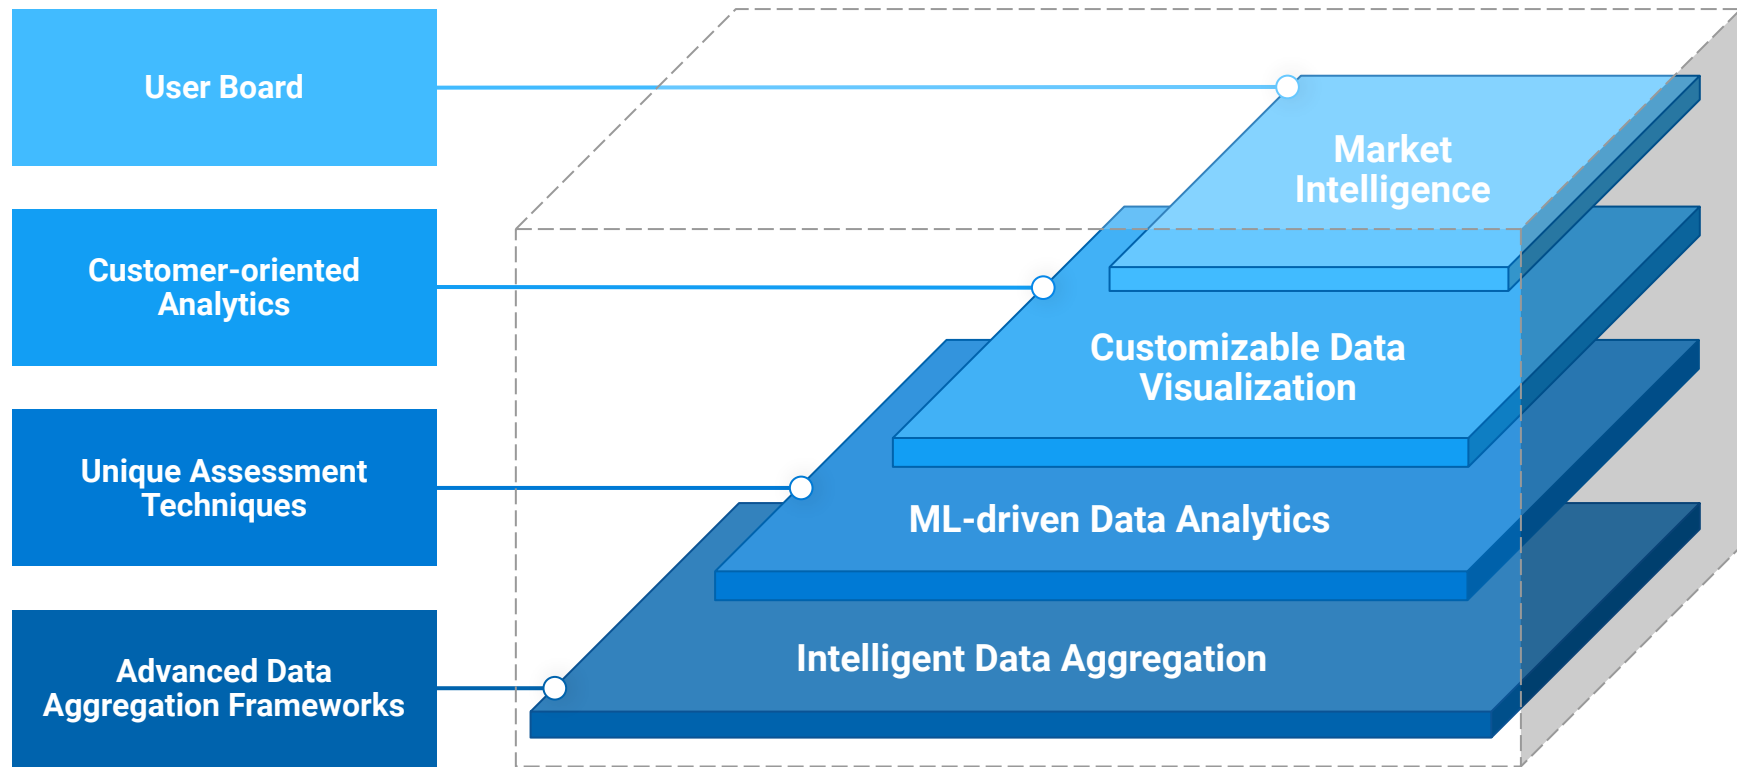 User Board
Market
Intelligence
Customer-oriented
Analytics
Customizable Data
Visualization
Unique Assessment
Techniques
ML-driven Data Analytics
Advanced Data
Aggregation Frameworks
Intelligent Data Aggregation